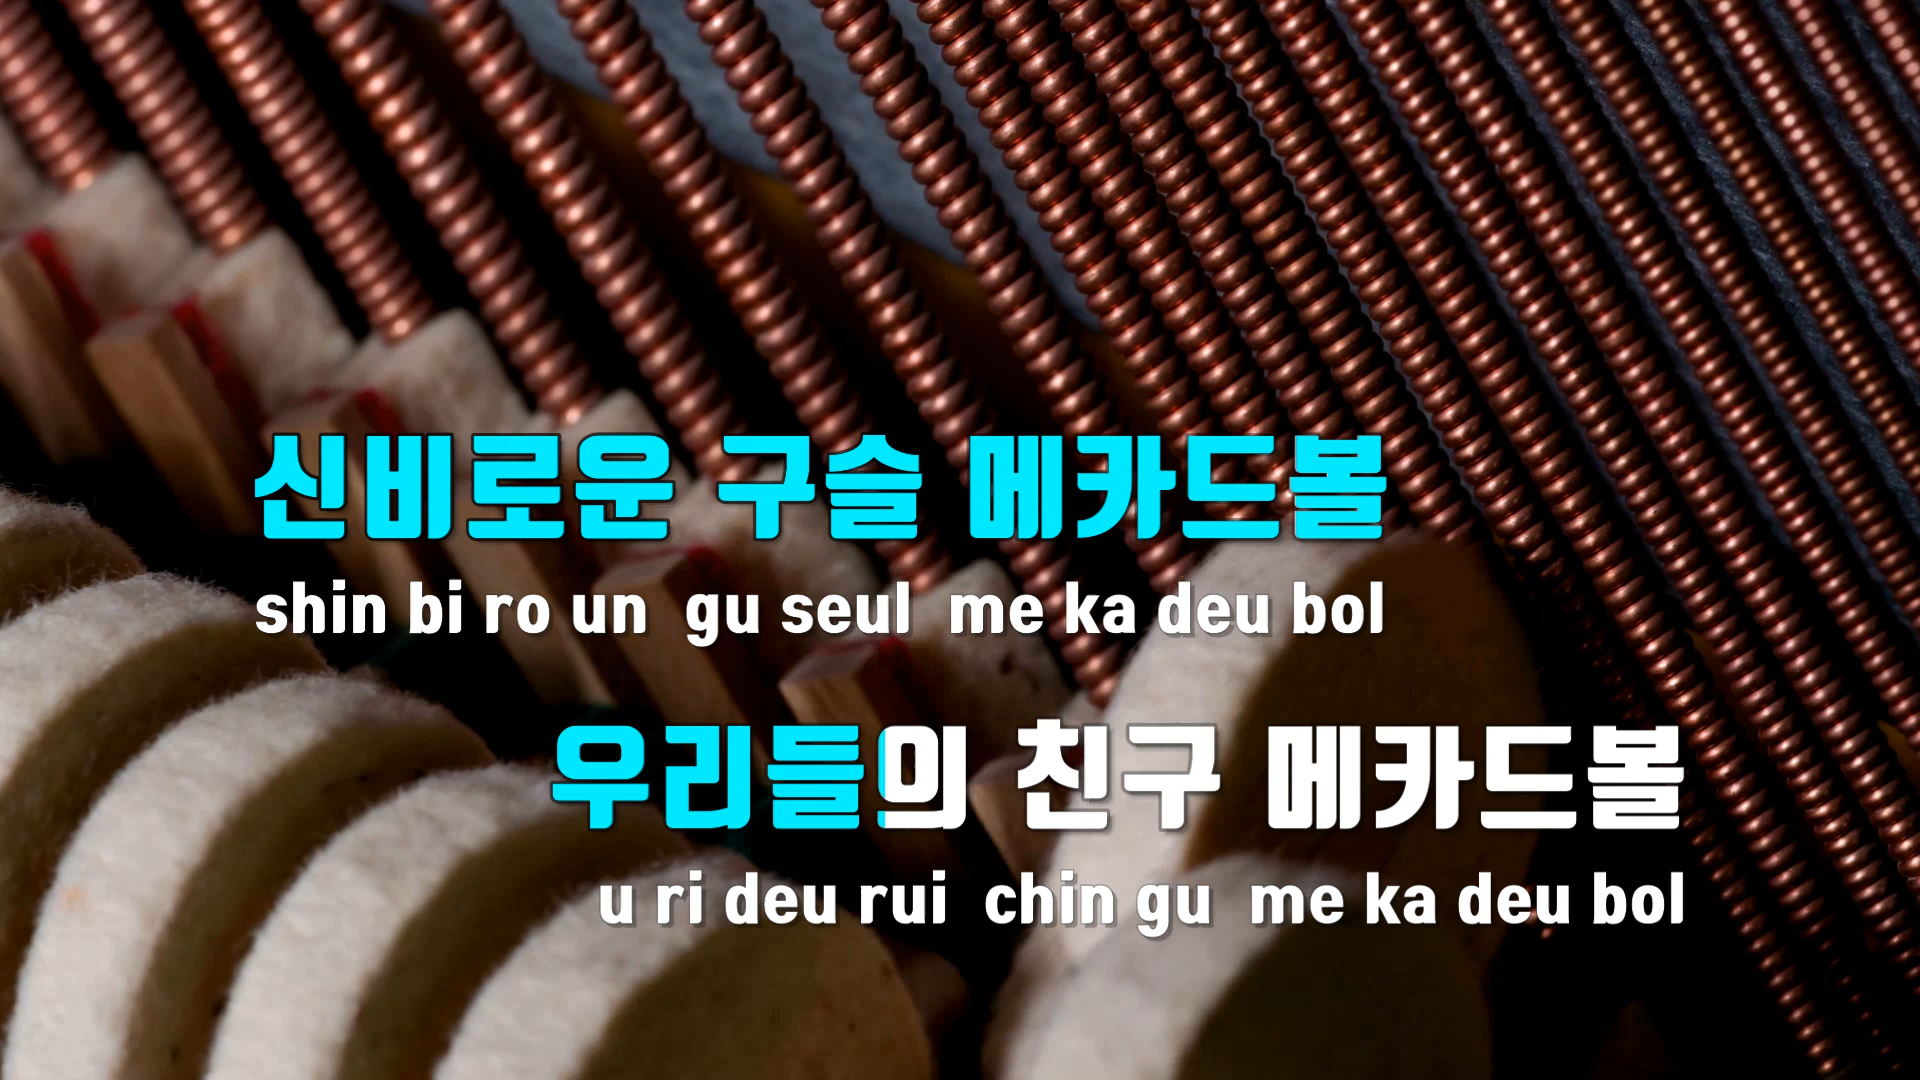 신비로운 구슬 메카드볼
shin bi ro un gu seul me ka deu bol
우리들의 친구 메카드볼
u ri deu rui chin gu me ka deu bol